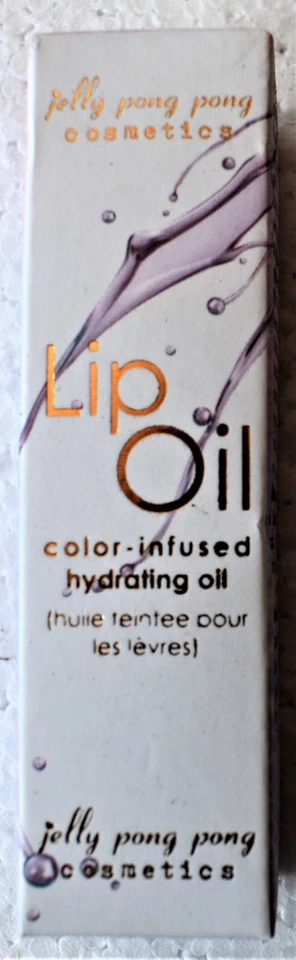 jelly pong pong
cosmetics
Lip
Oil
color-infused
hydrating oil
(huile teintee pour
les lèvres)
jelly pong pong
cosmetics